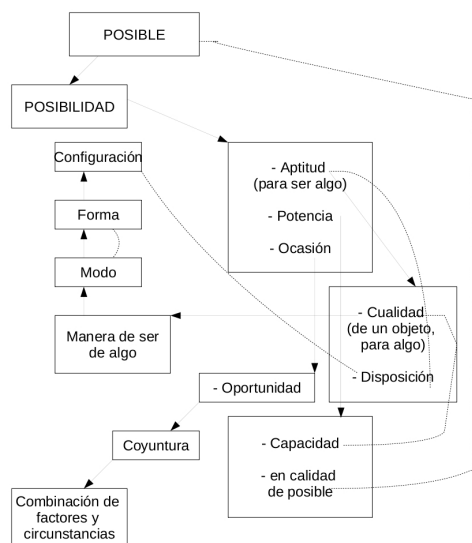 POSIBLE
POSIBILIDAD
Configuración
- Aptitud
(para ser algo)
- Potencia
- Ocasión
Forma
Modo
Manera de ser
de algo
- Cualidad
(de un objeto,
para algo)
- Disposición
- Oportunidad
Coyuntura
- Capacidad
- en calidad
de posible
Combinación de
factores y
circunstancias